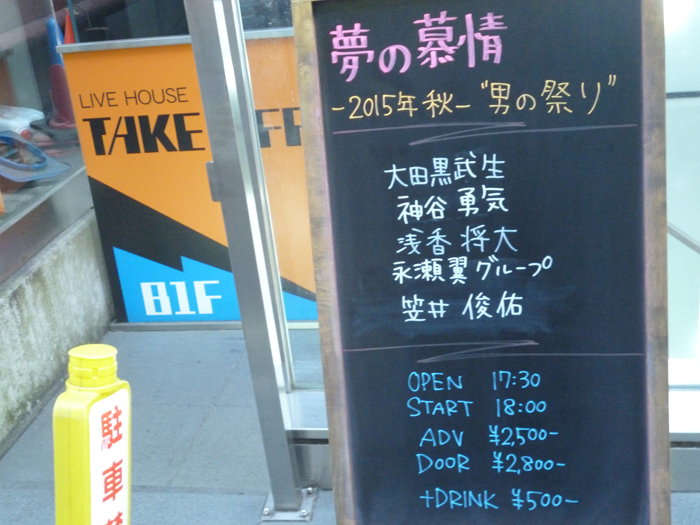 夢の慕情
-2015年 秋- "男の祭り"
大田黒武生
神谷 勇気
浅香 将大
永瀬翼グループ
笠井 俊佑
OPEN 17:30
START 18:00
ADV ¥2,500-
DOOR ¥2,800-
+DRINK ¥500-
LIVE HOUSE
TAKE
B1F
駐車